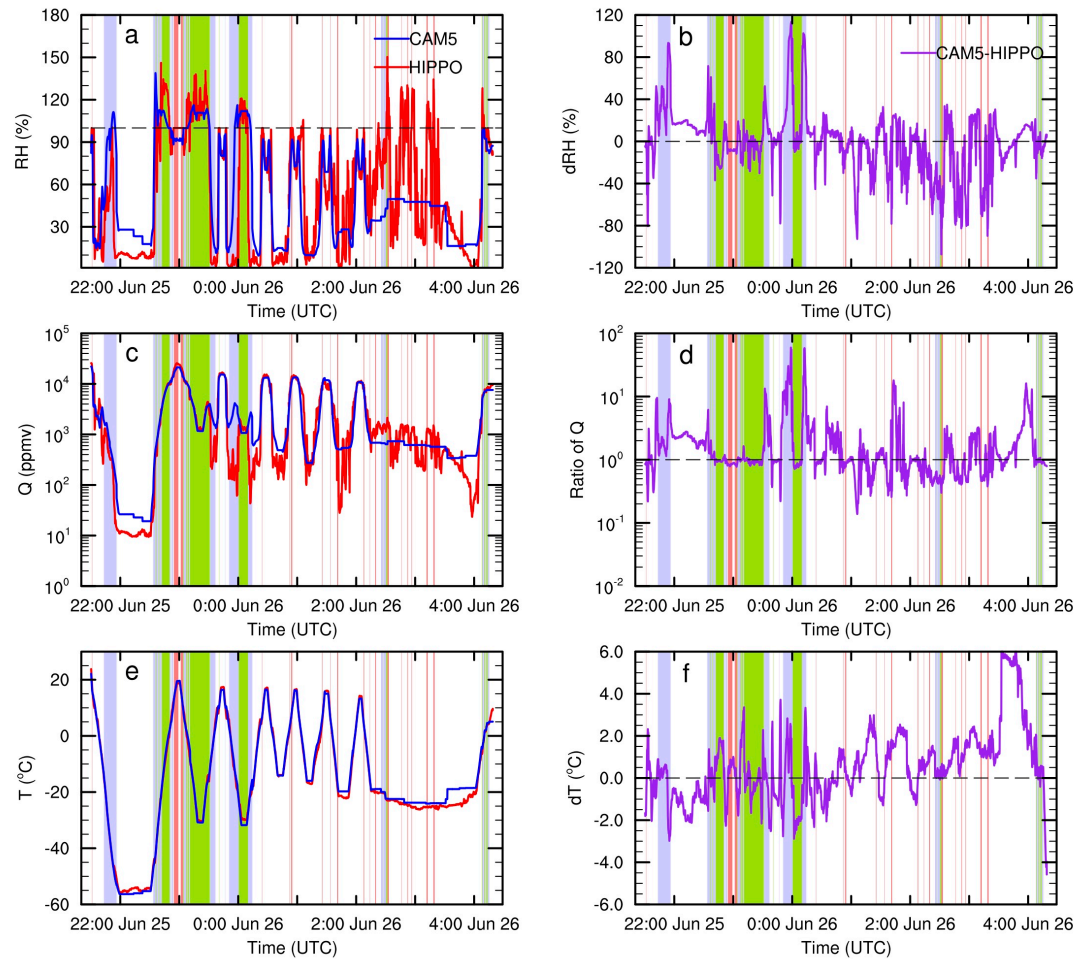 a
CAM5
HIPPO
180
150
120
90
60
30
RH (%)
22:00 Jun 25 0:00 Jun 26 2:00 Jun 26 4:00 Jun 26
Time (UTC)
b
CAM5-HIPPO
120
80
40
0
-40
-80
-120
dRH (%)
22:00 Jun 25 0:00 Jun 26 2:00 Jun 26 4:00 Jun 26
Time (UTC)
c
10^5
10^4
10^3
10^2
10^1
10^0
Q (ppmv)
22:00 Jun 25 0:00 Jun 26 2:00 Jun 26 4:00 Jun 26
Time (UTC)
d
10^2
10^1
10^0
10^-1
10^-2
Ratio of Q
22:00 Jun 25 0:00 Jun 26 2:00 Jun 26 4:00 Jun 26
Time (UTC)
e
20
0
-20
-40
-60
T (°C)
22:00 Jun 25 0:00 Jun 26 2:00 Jun 26 4:00 Jun 26
Time (UTC)
f
6.0
4.0
2.0
0.0
-2.0
-4.0
-6.0
dT (°C)
22:00 Jun 25 0:00 Jun 26 2:00 Jun 26 4:00 Jun 26
Time (UTC)